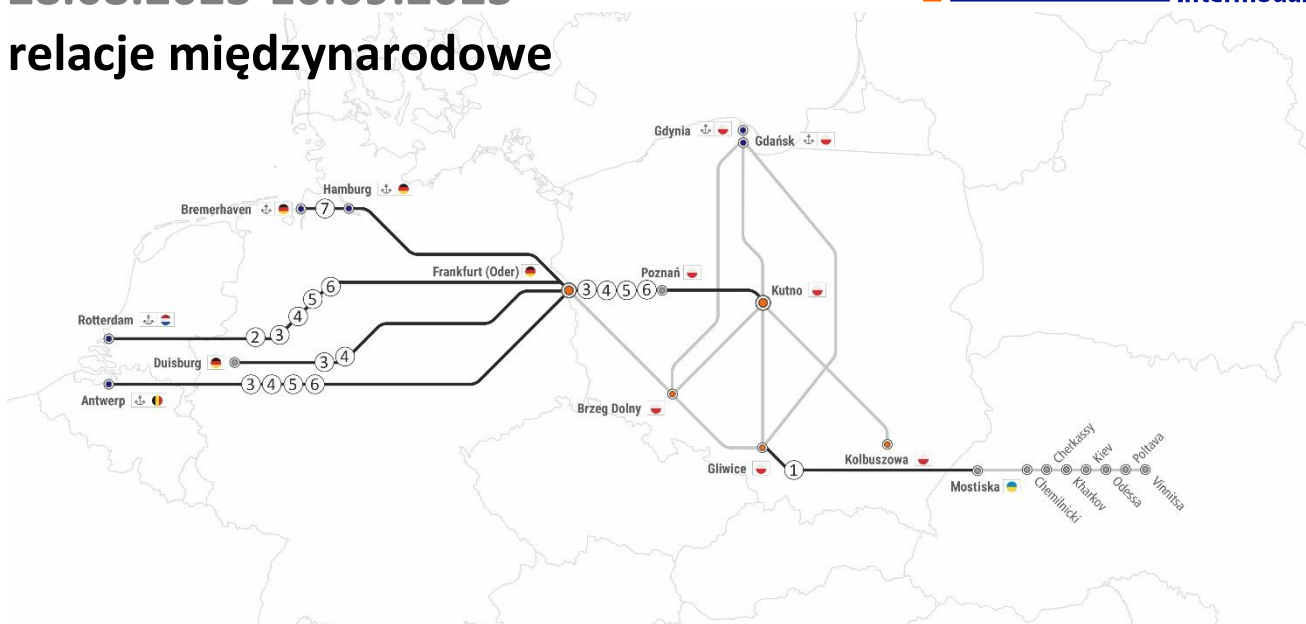 relacje międzynarodowe
Gdynia
Gdańsk
Hamburg
Bremerhaven
7
Frankfurt (Oder)
3 4 5 6
Poznań
Kutno
Rotterdam
2 3 4 5 6
Duisburg
3 4
Antwerp
3 4 5 6
Brzeg Dolny
Gliwice
1
Kolbuszowa
Mostiska
Chemilnicki
Cherkassy
Kharkov
Kiev
Odessa
Poltava
Vinnitsa